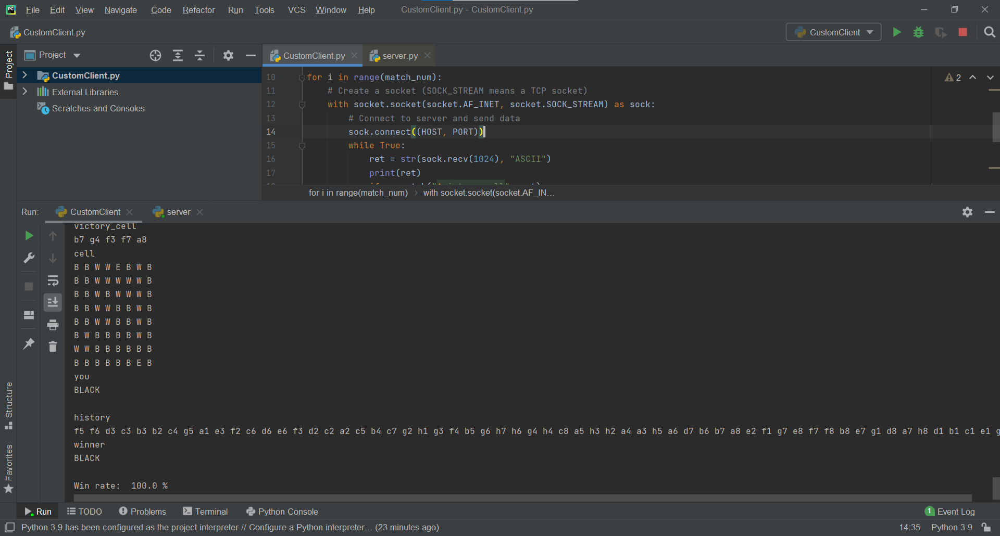 PC File Edit View Navigate Code Refactor Run Tools VCS Window Help CustomClient.py - CustomClient.py
CustomClient.py CustomClient
Project
Project CustomClient.py server.py
CustomClient.py
External Libraries
Scratches and Consoles
10 for i in range(match_num):
11 # Create a socket (SOCK_STREAM means a TCP socket)
12 with socket.socket(socket.AF_INET, socket.SOCK_STREAM) as sock:
13 # Connect to server and send data
14 sock.connect((HOST, PORT))
15 while True:
16 ret = str(sock.recv(1024), "ASCII")
17 print(ret)
2
for i in range(match_num) › with socket.socket(socket.AF_IN...
Run: CustomClient server
victory_cell
b7 g4 f3 f7 a8
cell
B B W W E B W B
B B W W W W W B
B B W B W W W B
B B W W B B W B
B B W W B B W B
B W B B B B W B
W W B B B B B B
B B B B B B E B
you
BLACK
history
f5 f6 d3 c3 b3 b2 c4 g5 a1 e3 f2 c6 d6 e6 f3 d2 c2 a2 c5 b4 c7 g2 h1 g3 f4 b5 g6 h7 h6 g4 h4 c8 a5 h3 h2 a4 a3 h5 a6 d7 b6 b7 a8 e2 f1 g7 e8 f7 f8 b8 e7 g1 d8 a7 h8 d1 b1 c1 e1 g
winner
BLACK
Win rate: 100.0 %
Structure
Favorites
Run TODO Problems Terminal Python Console 1 Event Log
Python 3.9 has been configured as the project interpreter // Configure a Python interpreter... (23 minutes ago) 14:35 Python 3.9